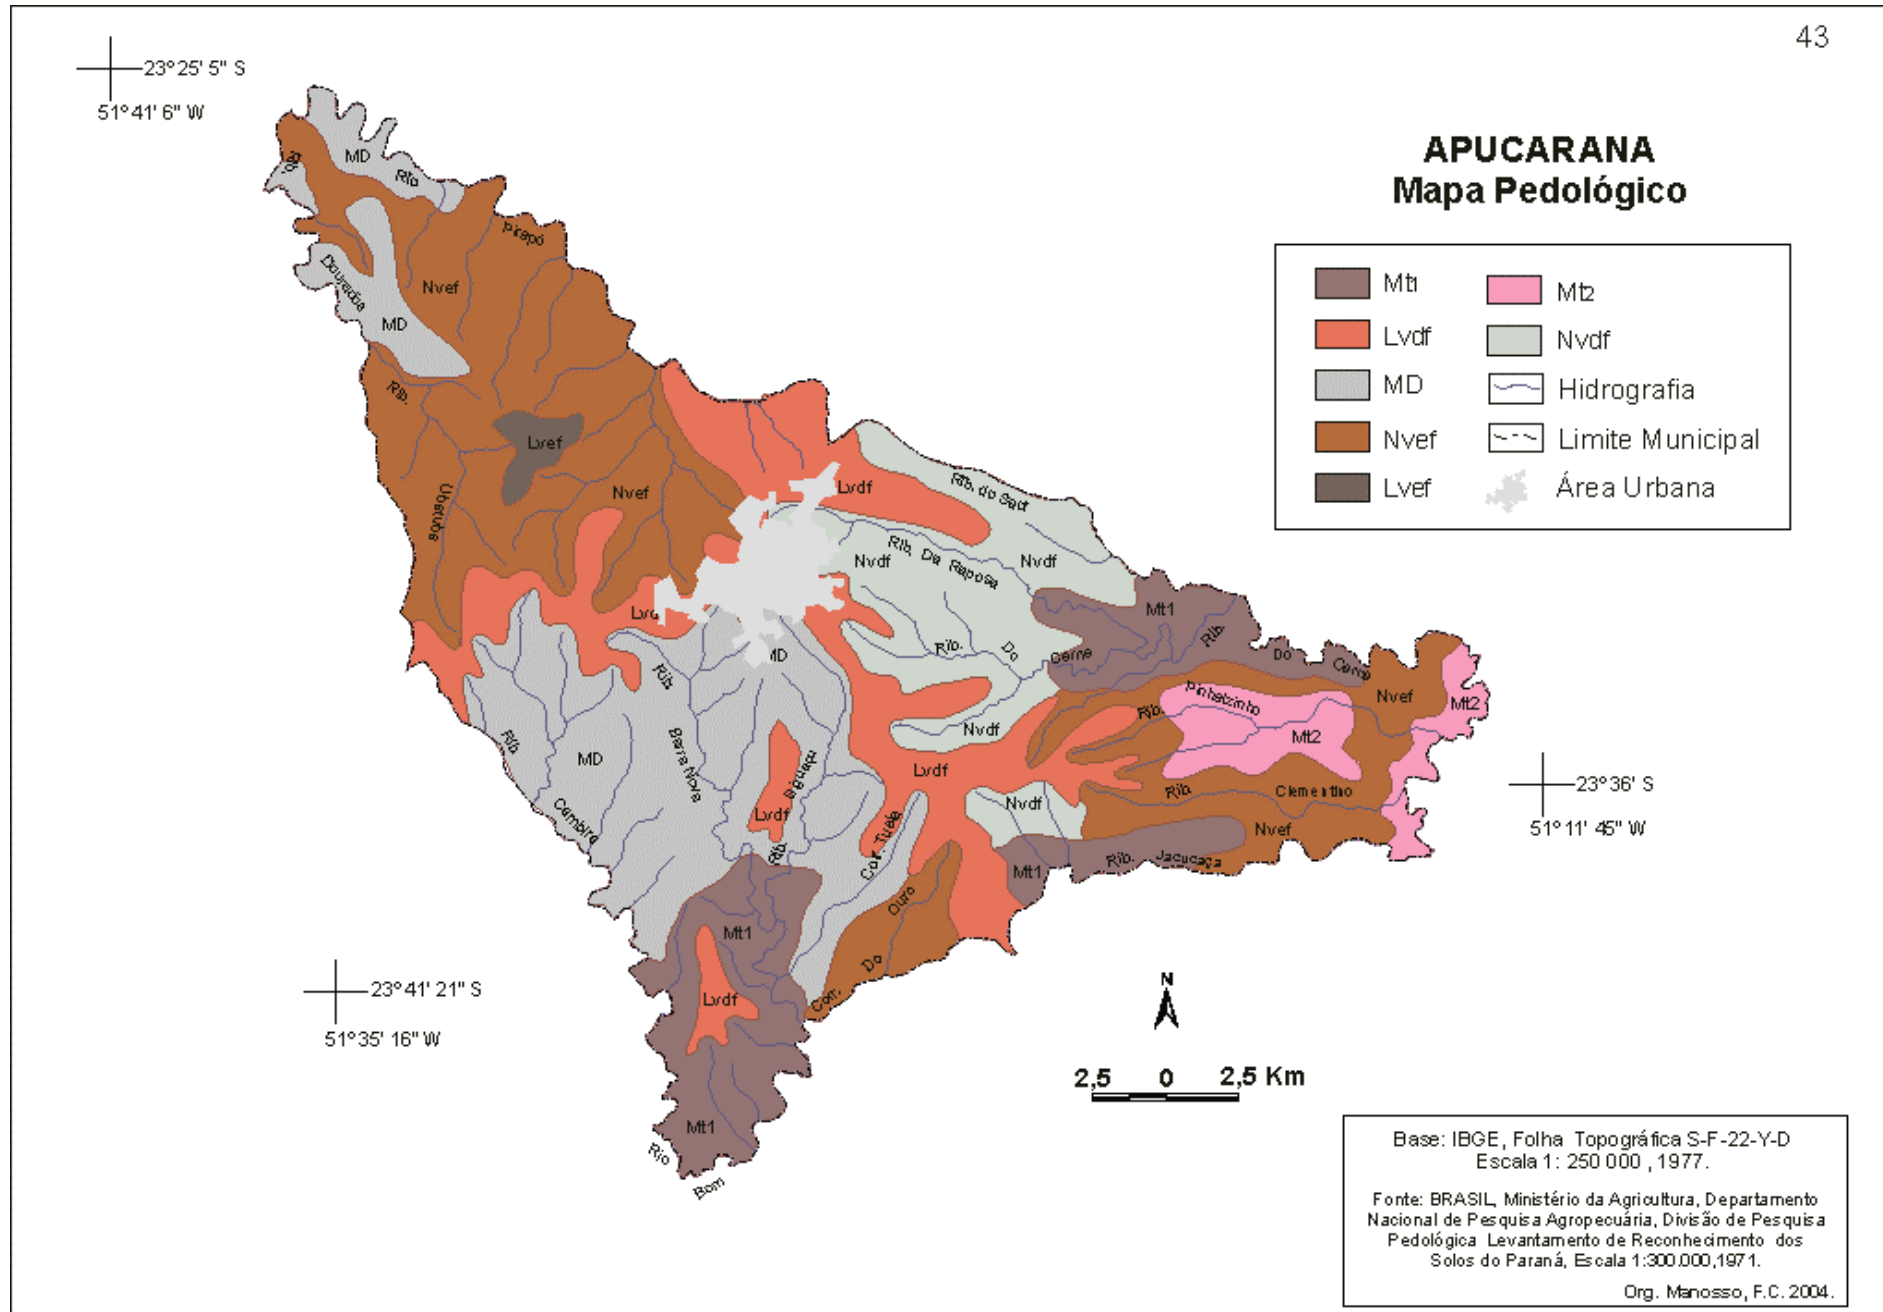 43
23° 25' 5" S
51° 41' 6" W
APUCARANA
Mapa Pedológico
Mt1
Mt2
Lvdf
Nvdf
MD
Hidrografia
Nvef
Limite Municipal
Lvef
Área Urbana
MD
Rib.
Pirapó
Dourados
Nvef
MD
Rib.
Lvef
Ubatuba
Nvef
Lvdf
Rib. do Sact
Nvdf
Rib. Da Raposa
Nvdf
Mt1
Rib.
Do
Cerne
Rib.
Do
Cerne
MD
Rib.
Nvef
Mt2
Pinhalzinho
Rib.
Mt2
Nvdf
Rib.
MD
Barra Nova
Lvdf
Cambira
Lvdf
Rib.
Nvdf
Rib.
Clementino
Nvef
23° 36' S
51° 11' 45" W
Corr. Tuela
Mt1
Rib. Jacucaca
Mt1
Ouro
Do
Corr.
Lvdf
23° 41' 21" S
51° 35' 16" W
N
2,5 0 2,5 Km
Mt1
Rio
Bom
Base: IBGE, Folha Topográfica S-F-22-Y-D
Escala 1: 250 000 , 1977.
Fonte: BRASIL, Ministério da Agricultura, Departamento
Nacional de Pesquisa Agropecuária, Divisão de Pesquisa
Pedológica Levantamento de Reconhecimento dos
Solos do Paraná, Escala 1:300.000,1971.
Org. Manosso, F.C. 2004.